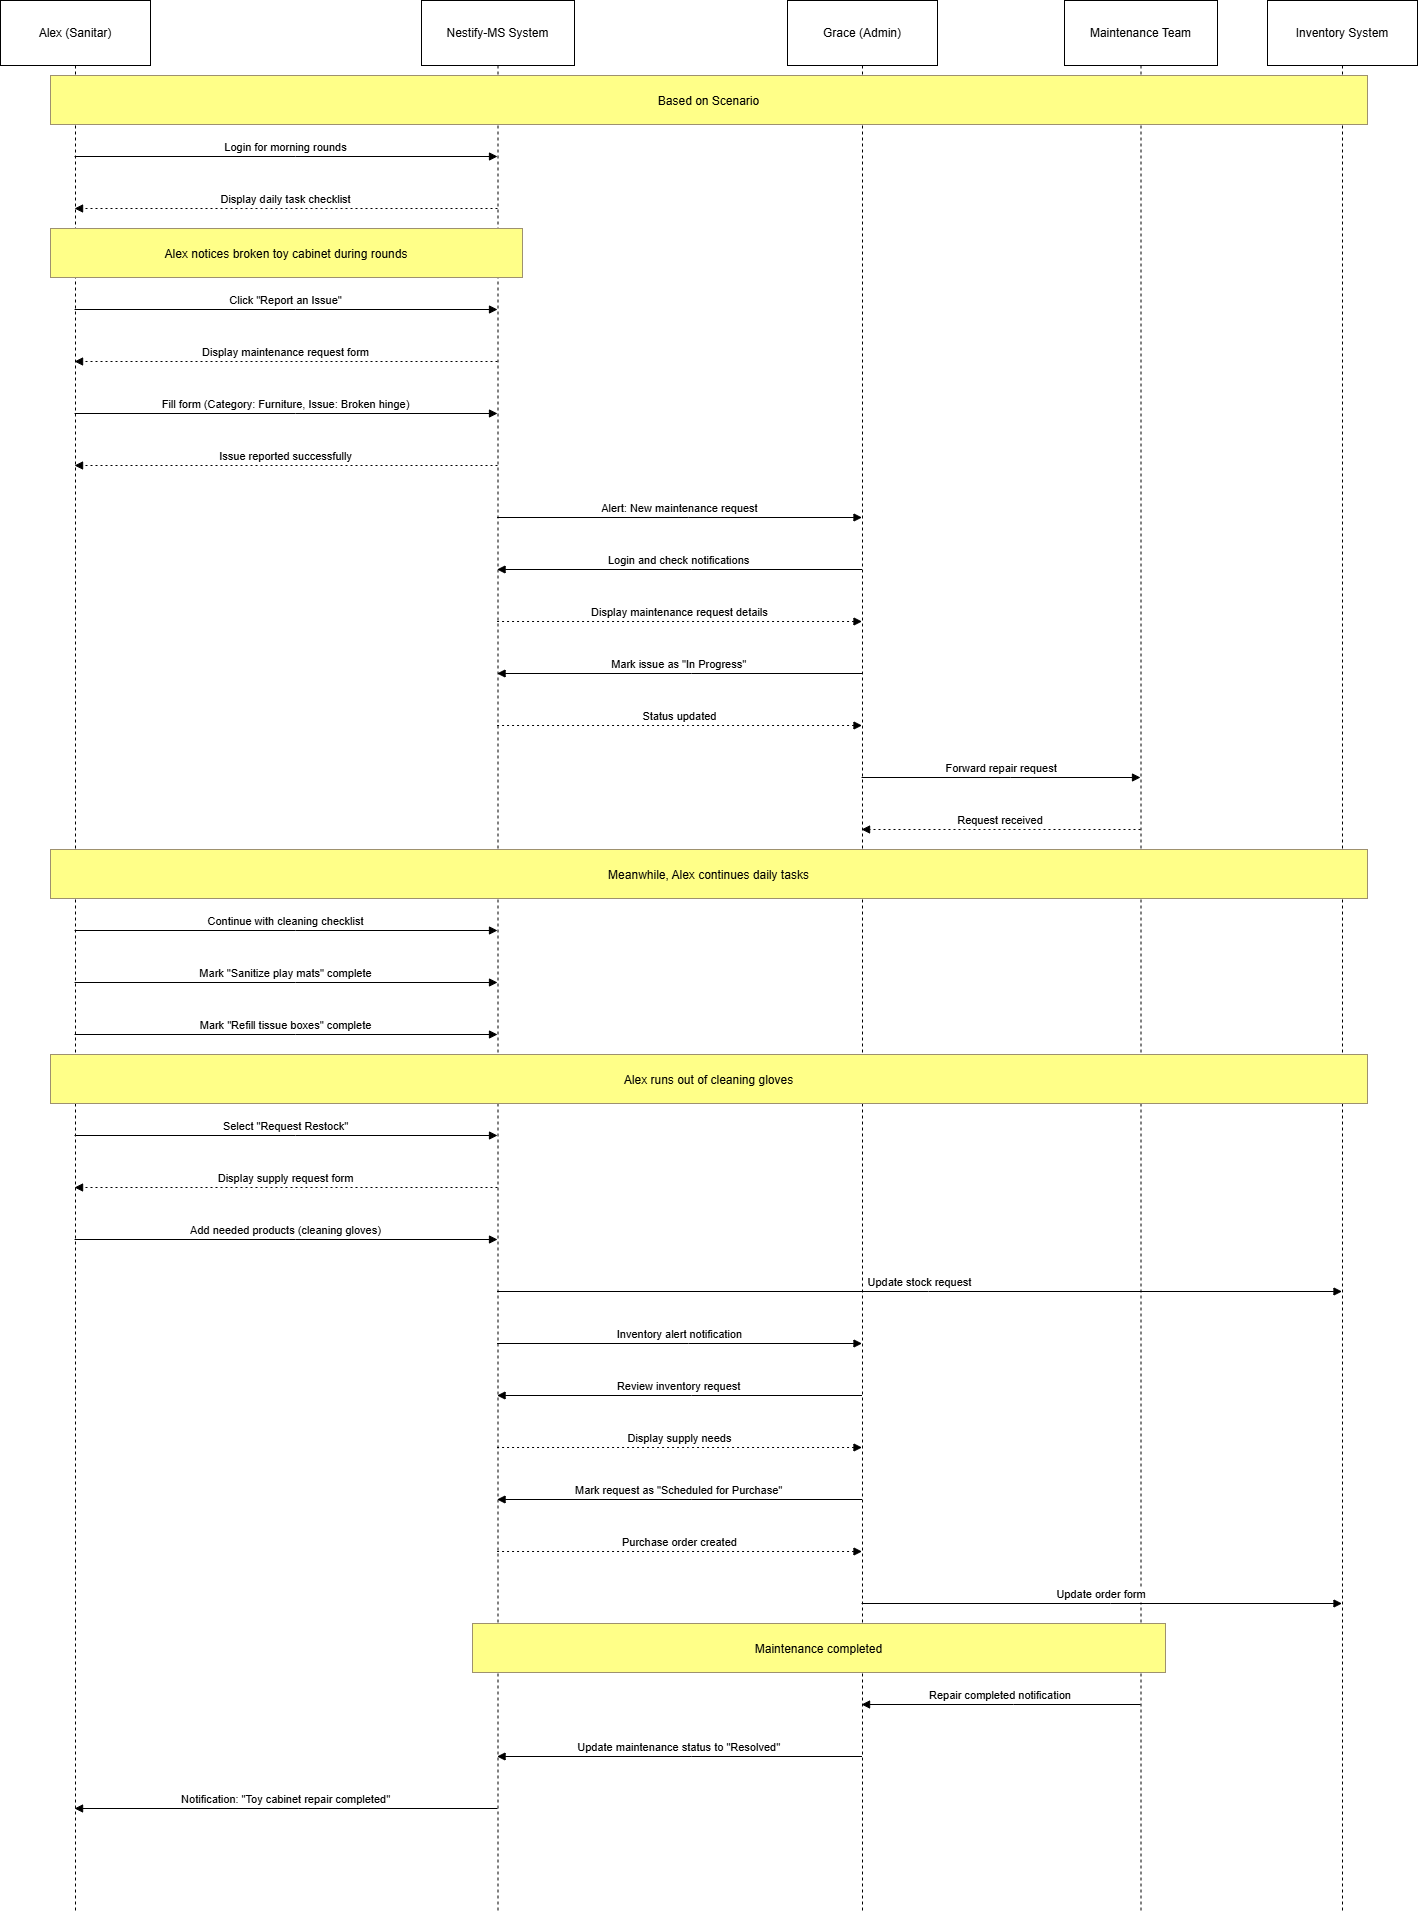 Alex (Sanitar)
Nestify-MS System
Grace (Admin)
Maintenance Team
Inventory System
Based on Scenario
Login for morning rounds
Display daily task checklist
Alex notices broken toy cabinet during rounds
Click "Report an Issue"
Display maintenance request form
Fill form (Category: Furniture, Issue: Broken hinge)
Issue reported successfully
Alert: New maintenance request
Login and check notifications
Display maintenance request details
Mark issue as "In Progress"
Status updated
Forward repair request
Request received
Meanwhile, Alex continues daily tasks
Continue with cleaning checklist
Mark "Sanitize play mats" complete
Mark "Refill tissue boxes" complete
Alex runs out of cleaning gloves
Select "Request Restock"
Display supply request form
Add needed products (cleaning gloves)
Update stock request
Inventory alert notification
Review inventory request
Display supply needs
Mark request as "Scheduled for Purchase"
Purchase order created
Update order form
Maintenance completed
Repair completed notification
Update maintenance status to "Resolved"
Notification: "Toy cabinet repair completed"